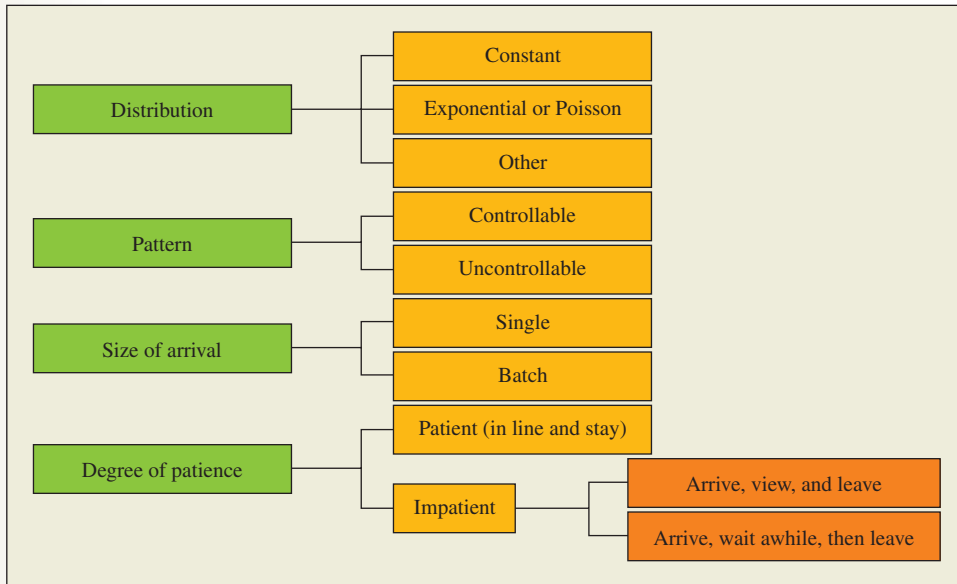 Distribution
Constant
Exponential or Poisson
Other
Pattern
Controllable
Uncontrollable
Size of arrival
Single
Batch
Degree of patience
Patient (in line and stay)
Impatient
Arrive, view, and leave
Arrive, wait awhile, then leave